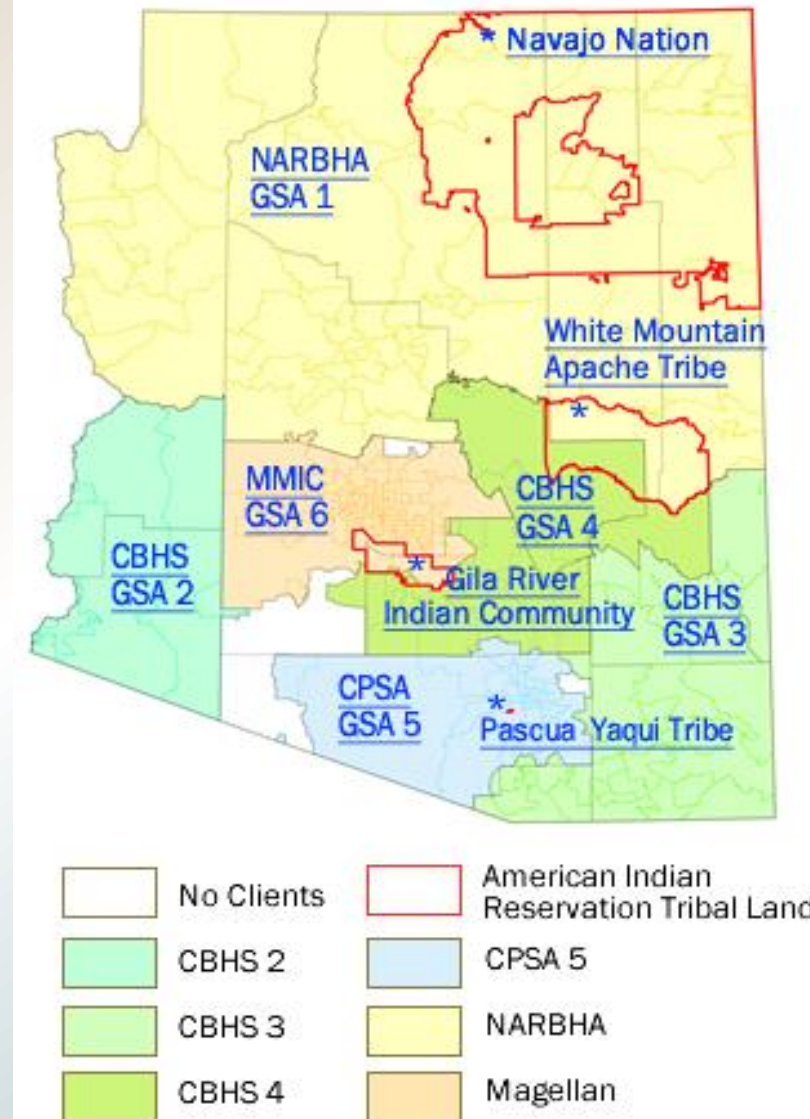 * Navajo Nation
NARBHA
GSA 1
White Mountain
Apache Tribe
*
MMIC
GSA 6
CBHS
GSA 4
CBHS
GSA 2
*
Gila River
Indian Community
CBHS
GSA 3
CPSA
GSA 5
*
Pascua Yaqui Tribe
No Clients
American Indian
Reservation Tribal Land
CBHS 2
CPSA 5
CBHS 3
NARBHA
CBHS 4
Magellan